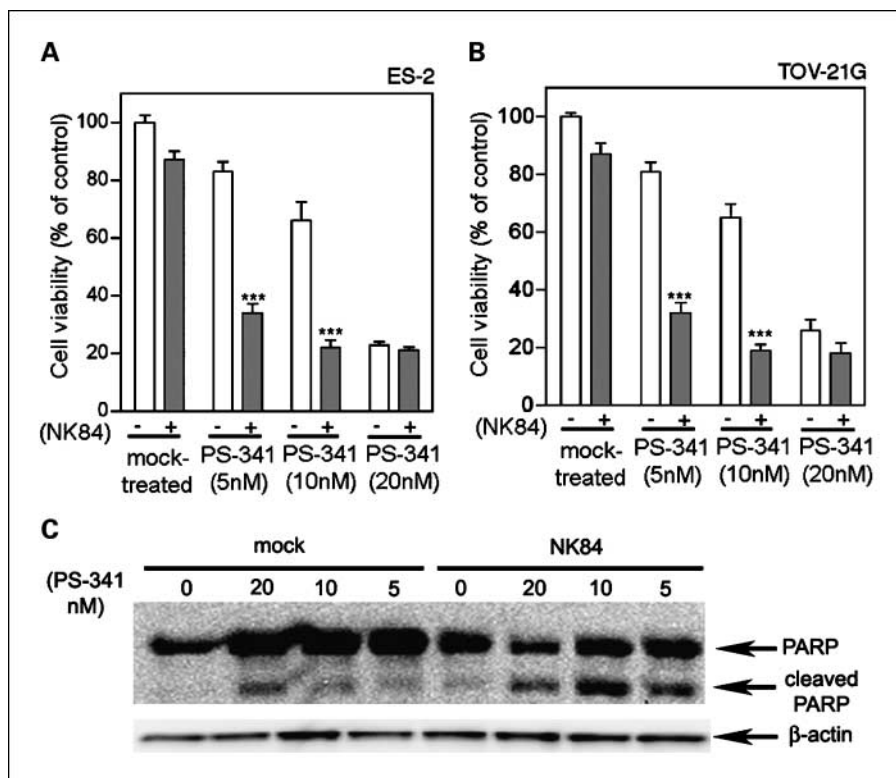 A
ES-2
Cell viability (% of control)
100
80
60
40
20
0
*** ***
(NK84) - + - + - + - +
mock-treated PS-341 (5nM) PS-341 (10nM) PS-341 (20nM)
B
TOV-21G
Cell viability (% of control)
100
80
60
40
20
0
*** ***
(NK84) - + - + - + - +
mock-treated PS-341 (5nM) PS-341 (10nM) PS-341 (20nM)
C
mock NK84
(PS-341 nM) 0 20 10 5 0 20 10 5
PARP
cleaved PARP
β-actin